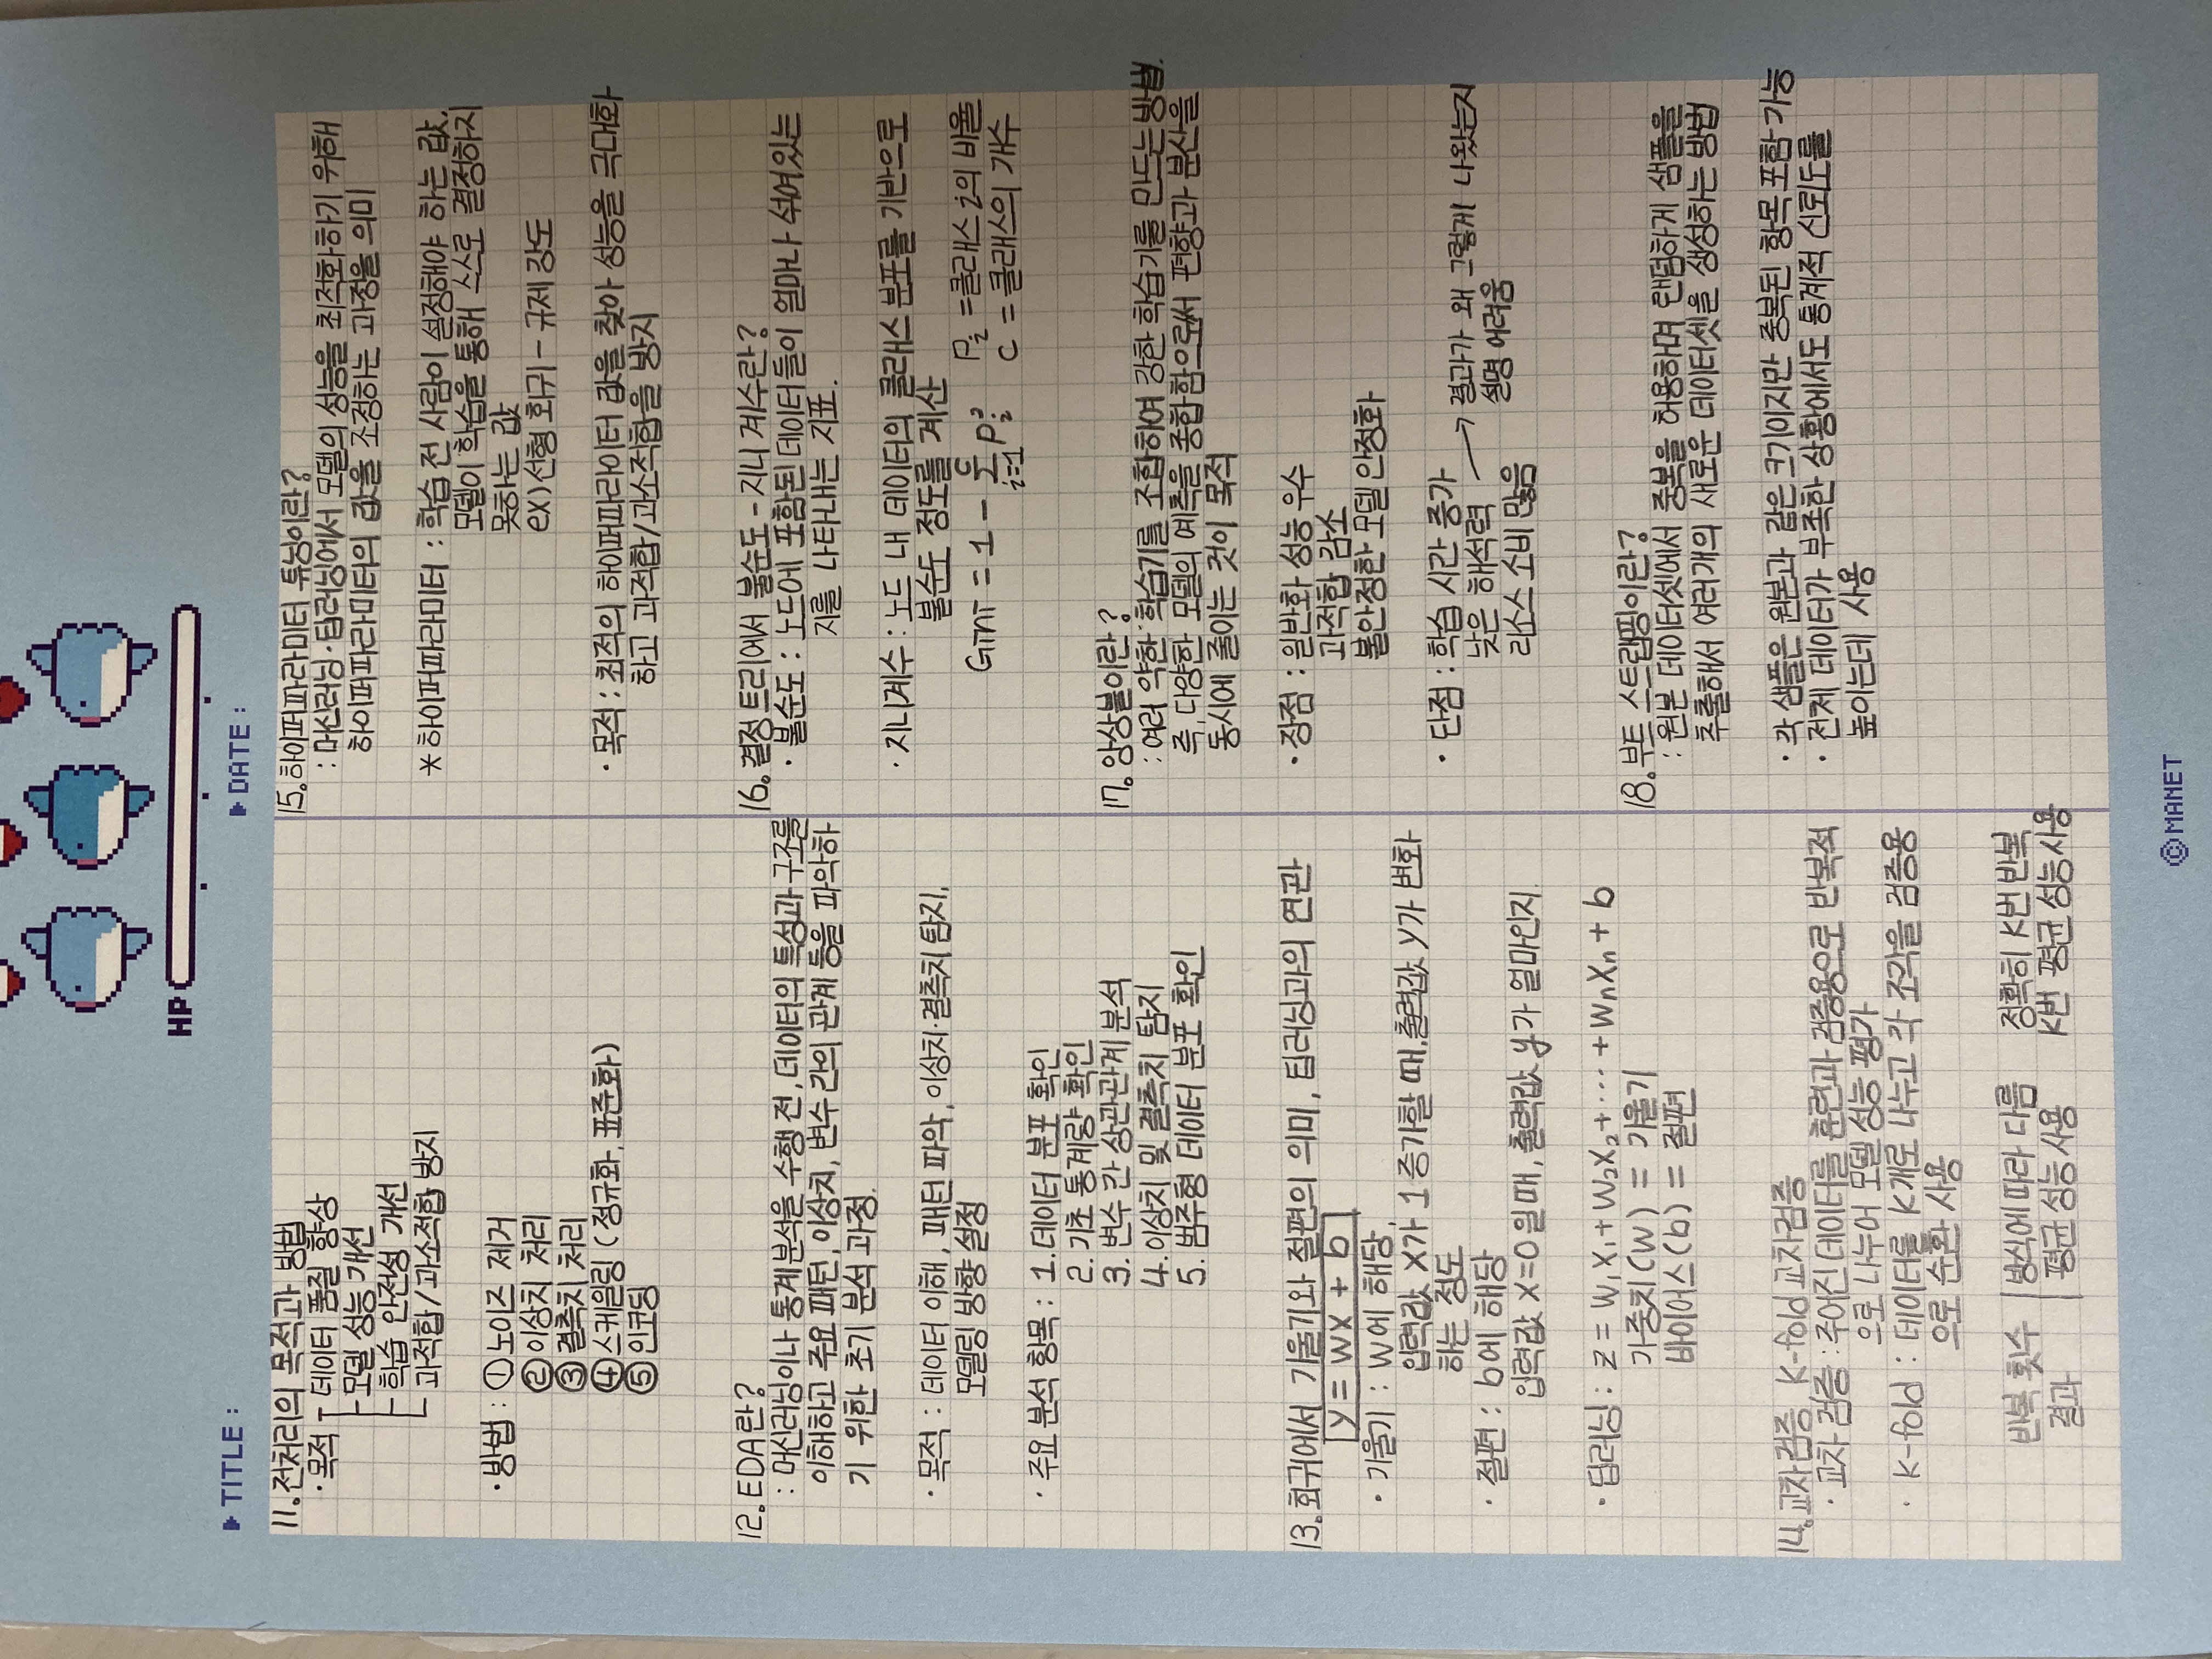 HP
TITLE :
DATE :
11. 전처리의 목적과 방법
· 목적 - 데이터 품질 향상
- 모델 성능 개선
- 학습 안전성 개선
- 과적합/과소적합 방지
· 방법 : ① 노이즈 제거
② 이상치 처리
③ 결측치 처리
④ 스케일링 (정규화, 표준화)
⑤ 인코딩
12. EDA란?
: 머신러닝이나 통계분석을 수행 전, 데이터의 특성과 구조를
이해하고 주요 패턴, 이상치, 변수 간의 관계 등을 파악하
기 위한 초기 분석 과정.
· 목적 : 데이터 이해, 패턴 파악, 이상치·결측치 탐지,
모델링 방향 설정
· 주요 분석 항목 : 1. 데이터 분포 확인
2. 기초 통계량 확인
3. 변수 간 상관관계 분석
4. 이상치 및 결측치 탐지
5. 범주형 데이터 분포 확인
13. 회귀에서 기울기와 절편의 의미, 딥러닝과의 연관
y = wx + b
· 기울기 : w에 해당,
입력값 x가 1 증가할 때, 출력값 y가 변화
하는 정도
· 절편 : b에 해당
입력값 x=0일 때, 출력값 y가 얼마인지.
· 딥러닝 : z = w₁x₁ + w₂x₂ + ··· + wₙxₙ + b
가중치(w) = 기울기
바이어스(b) = 절편
14. 교차검증 K-fold 교차검증
· 교차 검증 : 주어진 데이터를 훈련과 검증용으로 반복적
으로 나누어 모델 성능 평가
· K-fold : 데이터를 K개로 나누고 각 조각을 검증용
으로 순환 사용
반복 횟수 | 방식에 따라 다름 정확히 K번 반복
결과 | 평균 성능 사용 K번 평균 성능 사용
15. 하이퍼파라미터 튜닝이란?
: 머신러닝·딥러닝에서 모델의 성능을 최적화하기 위해
하이퍼파라미터의 값을 조정하는 과정을 의미
* 하이퍼파라미터 : 학습 전 사람이 설정해야 하는 값,
모델이 학습을 통해 스스로 결정하지
못하는 값
ex) 선형 회귀 - 규제 강도
· 목적 : 최적의 하이퍼파라이터 값을 찾아 성능을 극대화
하고 과적합/과소적합을 방지
16. 결정 트리에서 불순도 - 지니 계수란?
· 불순도 : 노드에 포함된 데이터들이 얼마나 섞여있는
지를 나타내는 지표.
· 지니계수 : 노드 내 데이터의 클래스 분포를 기반으로
불순도 정도를 계산
Gini = 1 - Σ(i=1, c) pᵢ² Pᵢ = 클래스 i의 비율
C = 클래스의 개수
17. 앙상블이란?
: 여러 약한 학습기를 조합하여 강한 학습기를 만드는 방법.
즉, 다양한 모델의 예측을 종합함으로써 편향과 분산을
동시에 줄이는 것이 목적
· 장점 : 일반화 성능 우수
과적합 감소
불안정한 모델 안정화
· 단점 : 학습 시간 증가
낮은 해석력 → 결과가 왜 그렇게 나왔는지
설명 어려움
리소스 소비 많음
18. 부트 스트랩핑이란?
: 원본 데이터셋에서 중복을 허용하며 랜덤하게 샘플을
추출해서 여러개의 새로운 데이터셋을 생성하는 방법
· 각 샘플은 원본과 같은 크기이지만 중복된 항목 포함 가능
· 전체 데이터가 부족한 상황에서도 통계적 신뢰도를
높이는데 사용
© MANET